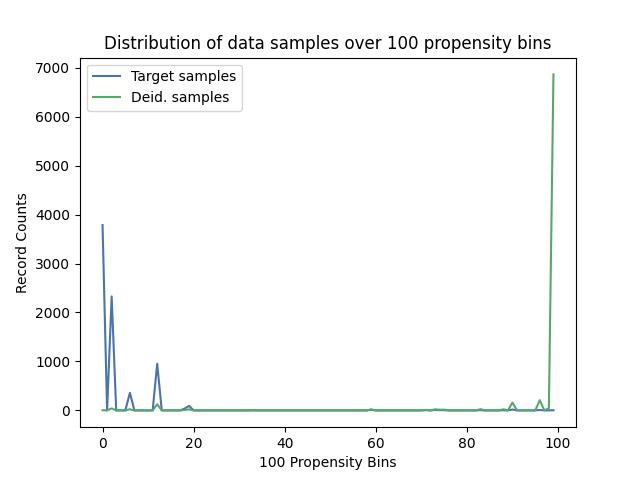 Distribution of data samples over 100 propensity bins
Target samples
Deid. samples
7000
6000
5000
4000
3000
2000
1000
0
Record Counts
0 20 40 60 80 100
100 Propensity Bins